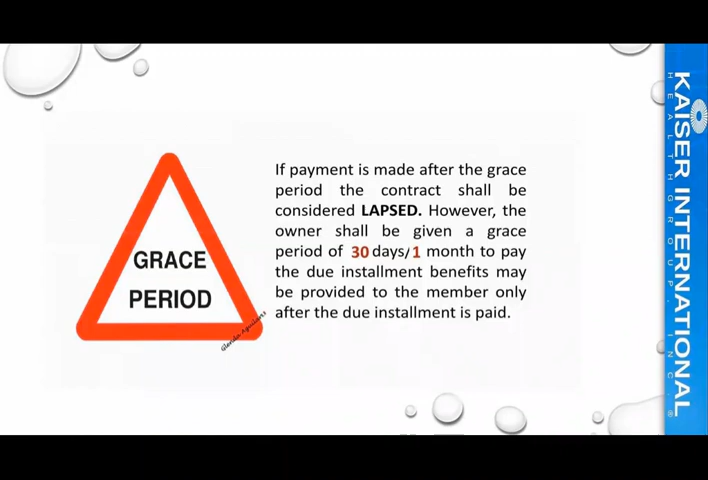 If payment is made after the grace
period the contract shall be
considered LAPSED. However, the
owner shall be given a grace
period of 30 days/1 month to pay
the due installment benefits may
be provided to the member only
after the due installment is paid.
GRACE
PERIOD
KAISER INTERNATIONAL
HEALTHGROUP, INC.®